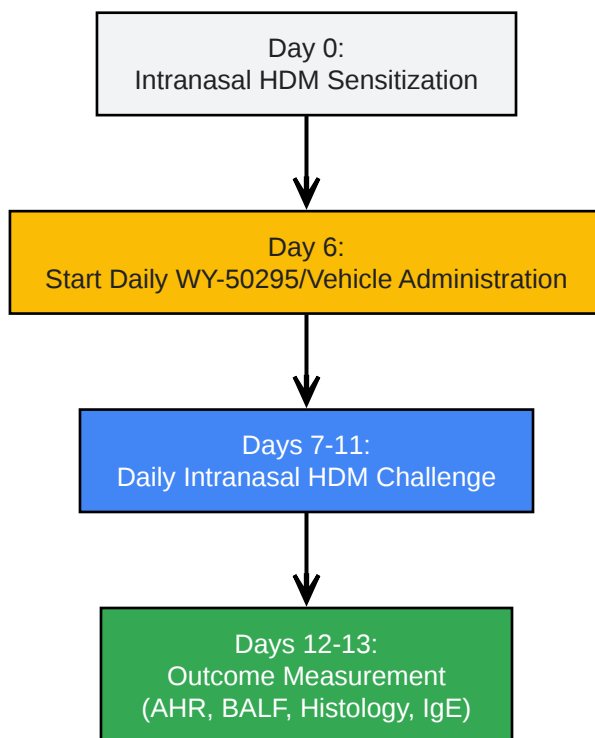 Day 0:
Intranasal HDM Sensitization
Day 6:
Start Daily WY-50295/Vehicle Administration
Days 7-11:
Daily Intranasal HDM Challenge
Days 12-13:
Outcome Measurement
(AHR, BALF, Histology, IgE)